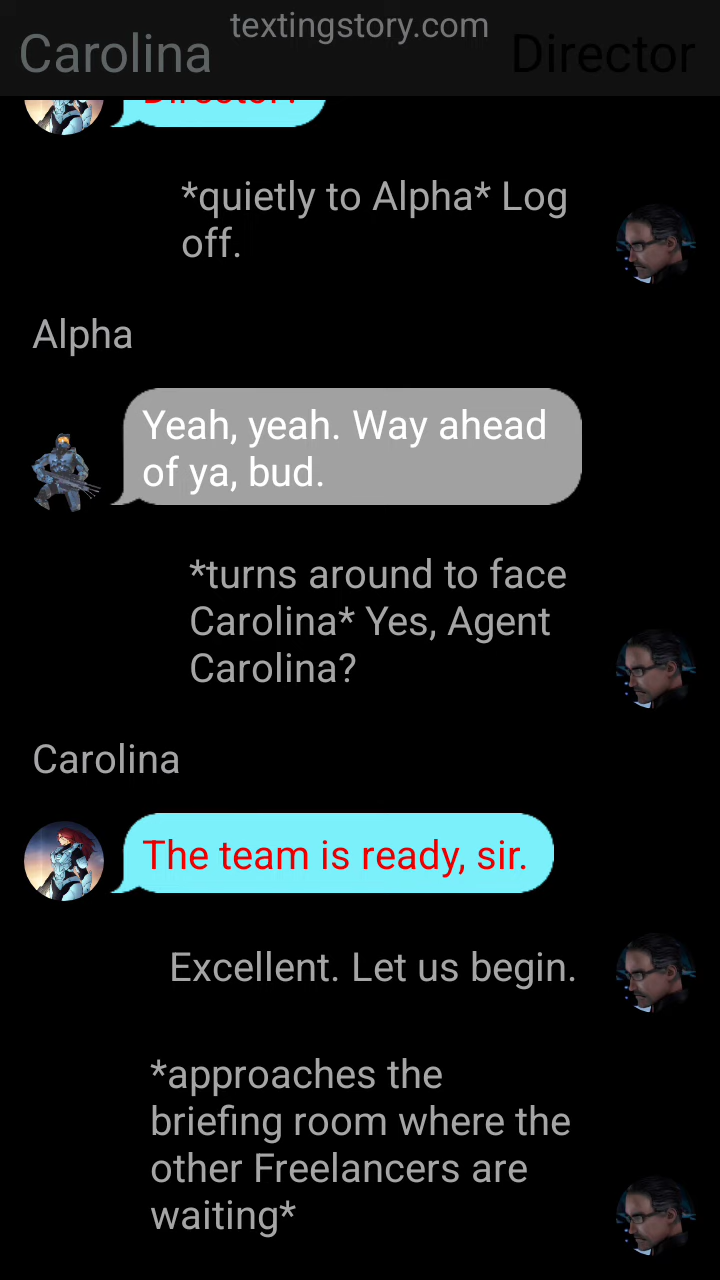 textingstory.com
Carolina
Director
Director?
*quietly to Alpha* Log
off.
Alpha
Yeah, yeah. Way ahead
of ya, bud.
*turns around to face
Carolina* Yes, Agent
Carolina?
Carolina
The team is ready, sir.
Excellent. Let us begin.
*approaches the
briefing room where the
other Freelancers are
waiting*